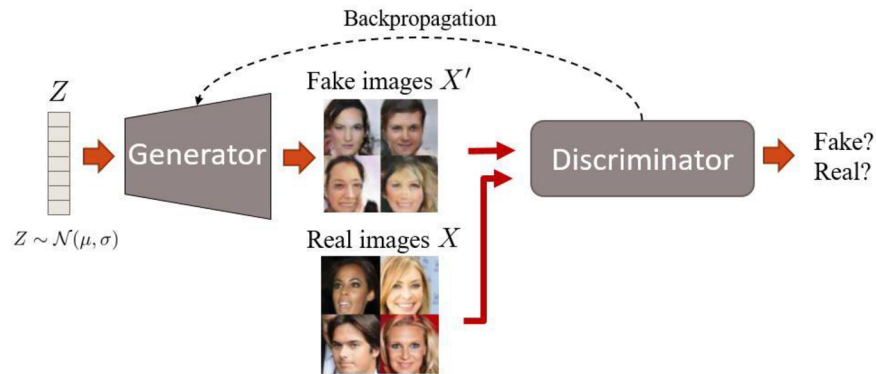 Backpropagation
Z
Fake images X′
Generator
Discriminator
Fake?
Real?
Z ∼ 𝒩(μ, σ)
Real images X